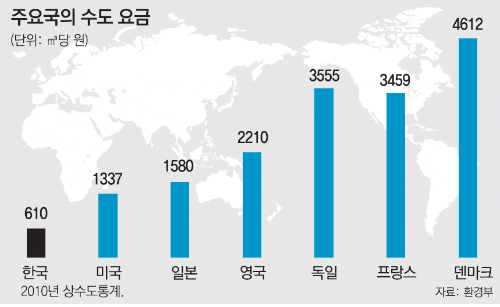 주요국의 수도 요금
(단위: ㎥당 원)
4612
3555
3459
2210
1580
1337
610
한국 미국 일본 영국 독일 프랑스 덴마크
2010년 상수도통계. 자료: 환경부